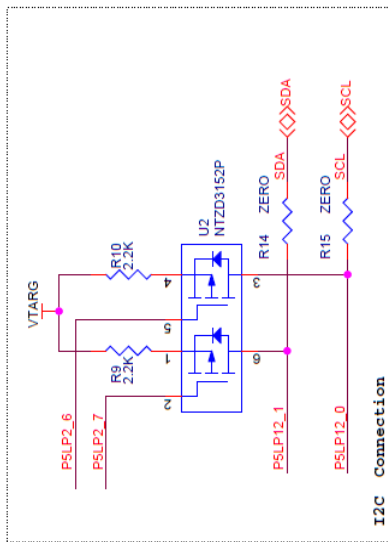 VTARG
R10
2.2K
R9
2.2K
U2
NTZD3152P
4
5
3
1
2
6
P5LP2_6
P5LP2_7
P5LP12_1
P5LP12_0
R14
ZERO
SDA
SDA
R15
ZERO
SCL
SCL
I2C Connection